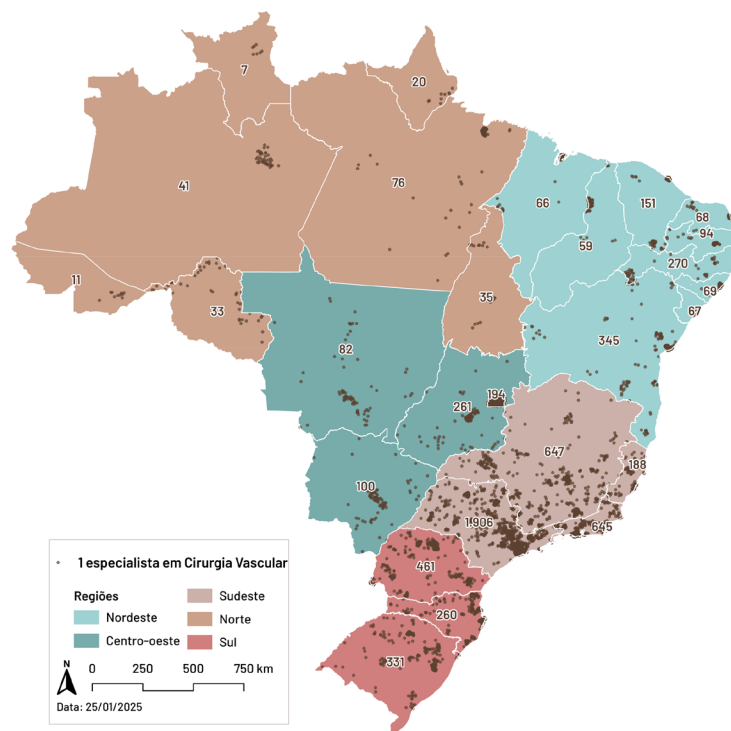 7
20
41
76
66
151
68
94
59
270
11
33
35
69
67
345
82
194
261
647
188
100
1.906
645
461
260
331
1 especialista em Cirurgia Vascular
Regiões
Nordeste
Centro-oeste
Sudeste
Norte
Sul
N
0 250 500 750 km
Data: 25/01/2025